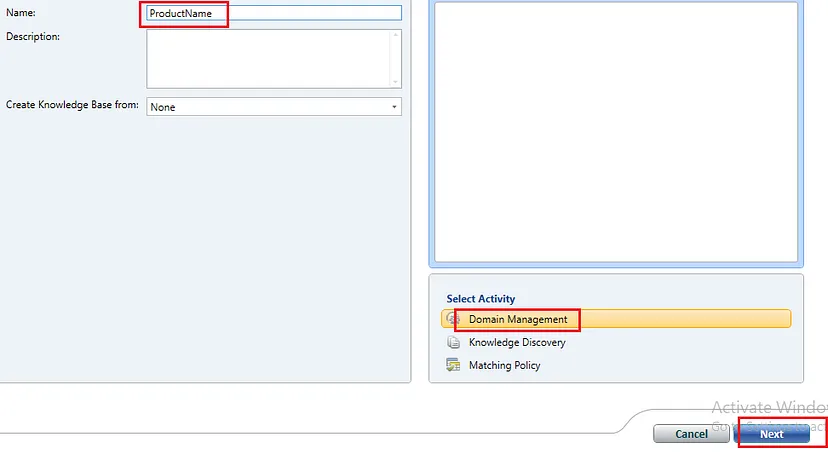 Name: ProductName
Description:
Create Knowledge Base from: None
Select Activity
Domain Management
Knowledge Discovery
Matching Policy
Activate Windo
Cancel Next